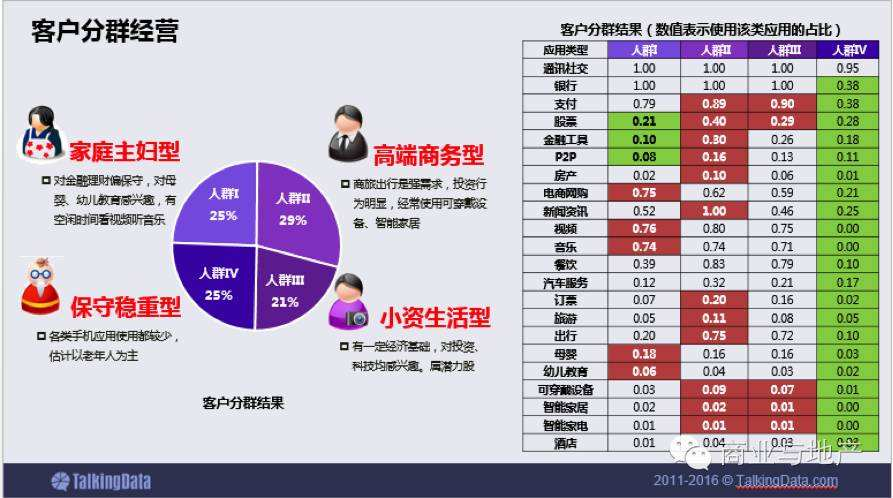 客户分群经营
家庭主妇型
对金融理财偏保守，对母
婴、幼儿教育感兴趣，有
空闲时间看视频听音乐
高端商务型
商旅出行是强需求，投资行
为明显，经常使用可穿戴设
备、智能家居
人群I
25%
人群II
29%
人群IV
25%
人群III
21%
保守稳重型
各类手机应用使用都较少，
估计以老年人为主
小资生活型
有一定经济基础，对投资、
科技均感兴趣。属潜力股
客户分群结果
客户分群结果（数值表示使用该类应用的占比）
应用类型 人群I 人群II 人群III 人群IV
通讯社交 1.00 1.00 1.00 0.95
银行 1.00 1.00 1.00 0.38
支付 0.79 0.89 0.90 0.38
股票 0.21 0.40 0.29 0.28
金融工具 0.10 0.30 0.26 0.18
P2P 0.08 0.16 0.13 0.11
房产 0.02 0.10 0.06 0.01
电商网购 0.75 0.62 0.59 0.21
新闻资讯 0.52 1.00 0.46 0.25
视频 0.76 0.80 0.75 0.00
音乐 0.74 0.74 0.71 0.00
餐饮 0.39 0.83 0.79 0.10
汽车服务 0.12 0.32 0.21 0.17
订票 0.07 0.20 0.16 0.02
旅游 0.05 0.11 0.08 0.05
出行 0.20 0.75 0.72 0.10
母婴 0.18 0.16 0.16 0.03
幼儿教育 0.06 0.04 0.03 0.02
可穿戴设备 0.03 0.09 0.07 0.01
智能家居 0.02 0.02 0.01 0.00
智能家电 0.01 0.01 0.01 0.00
酒店 0.01 0.04 0.03
商业与地产
TalkingData
2011-2016 © TalkingData.com